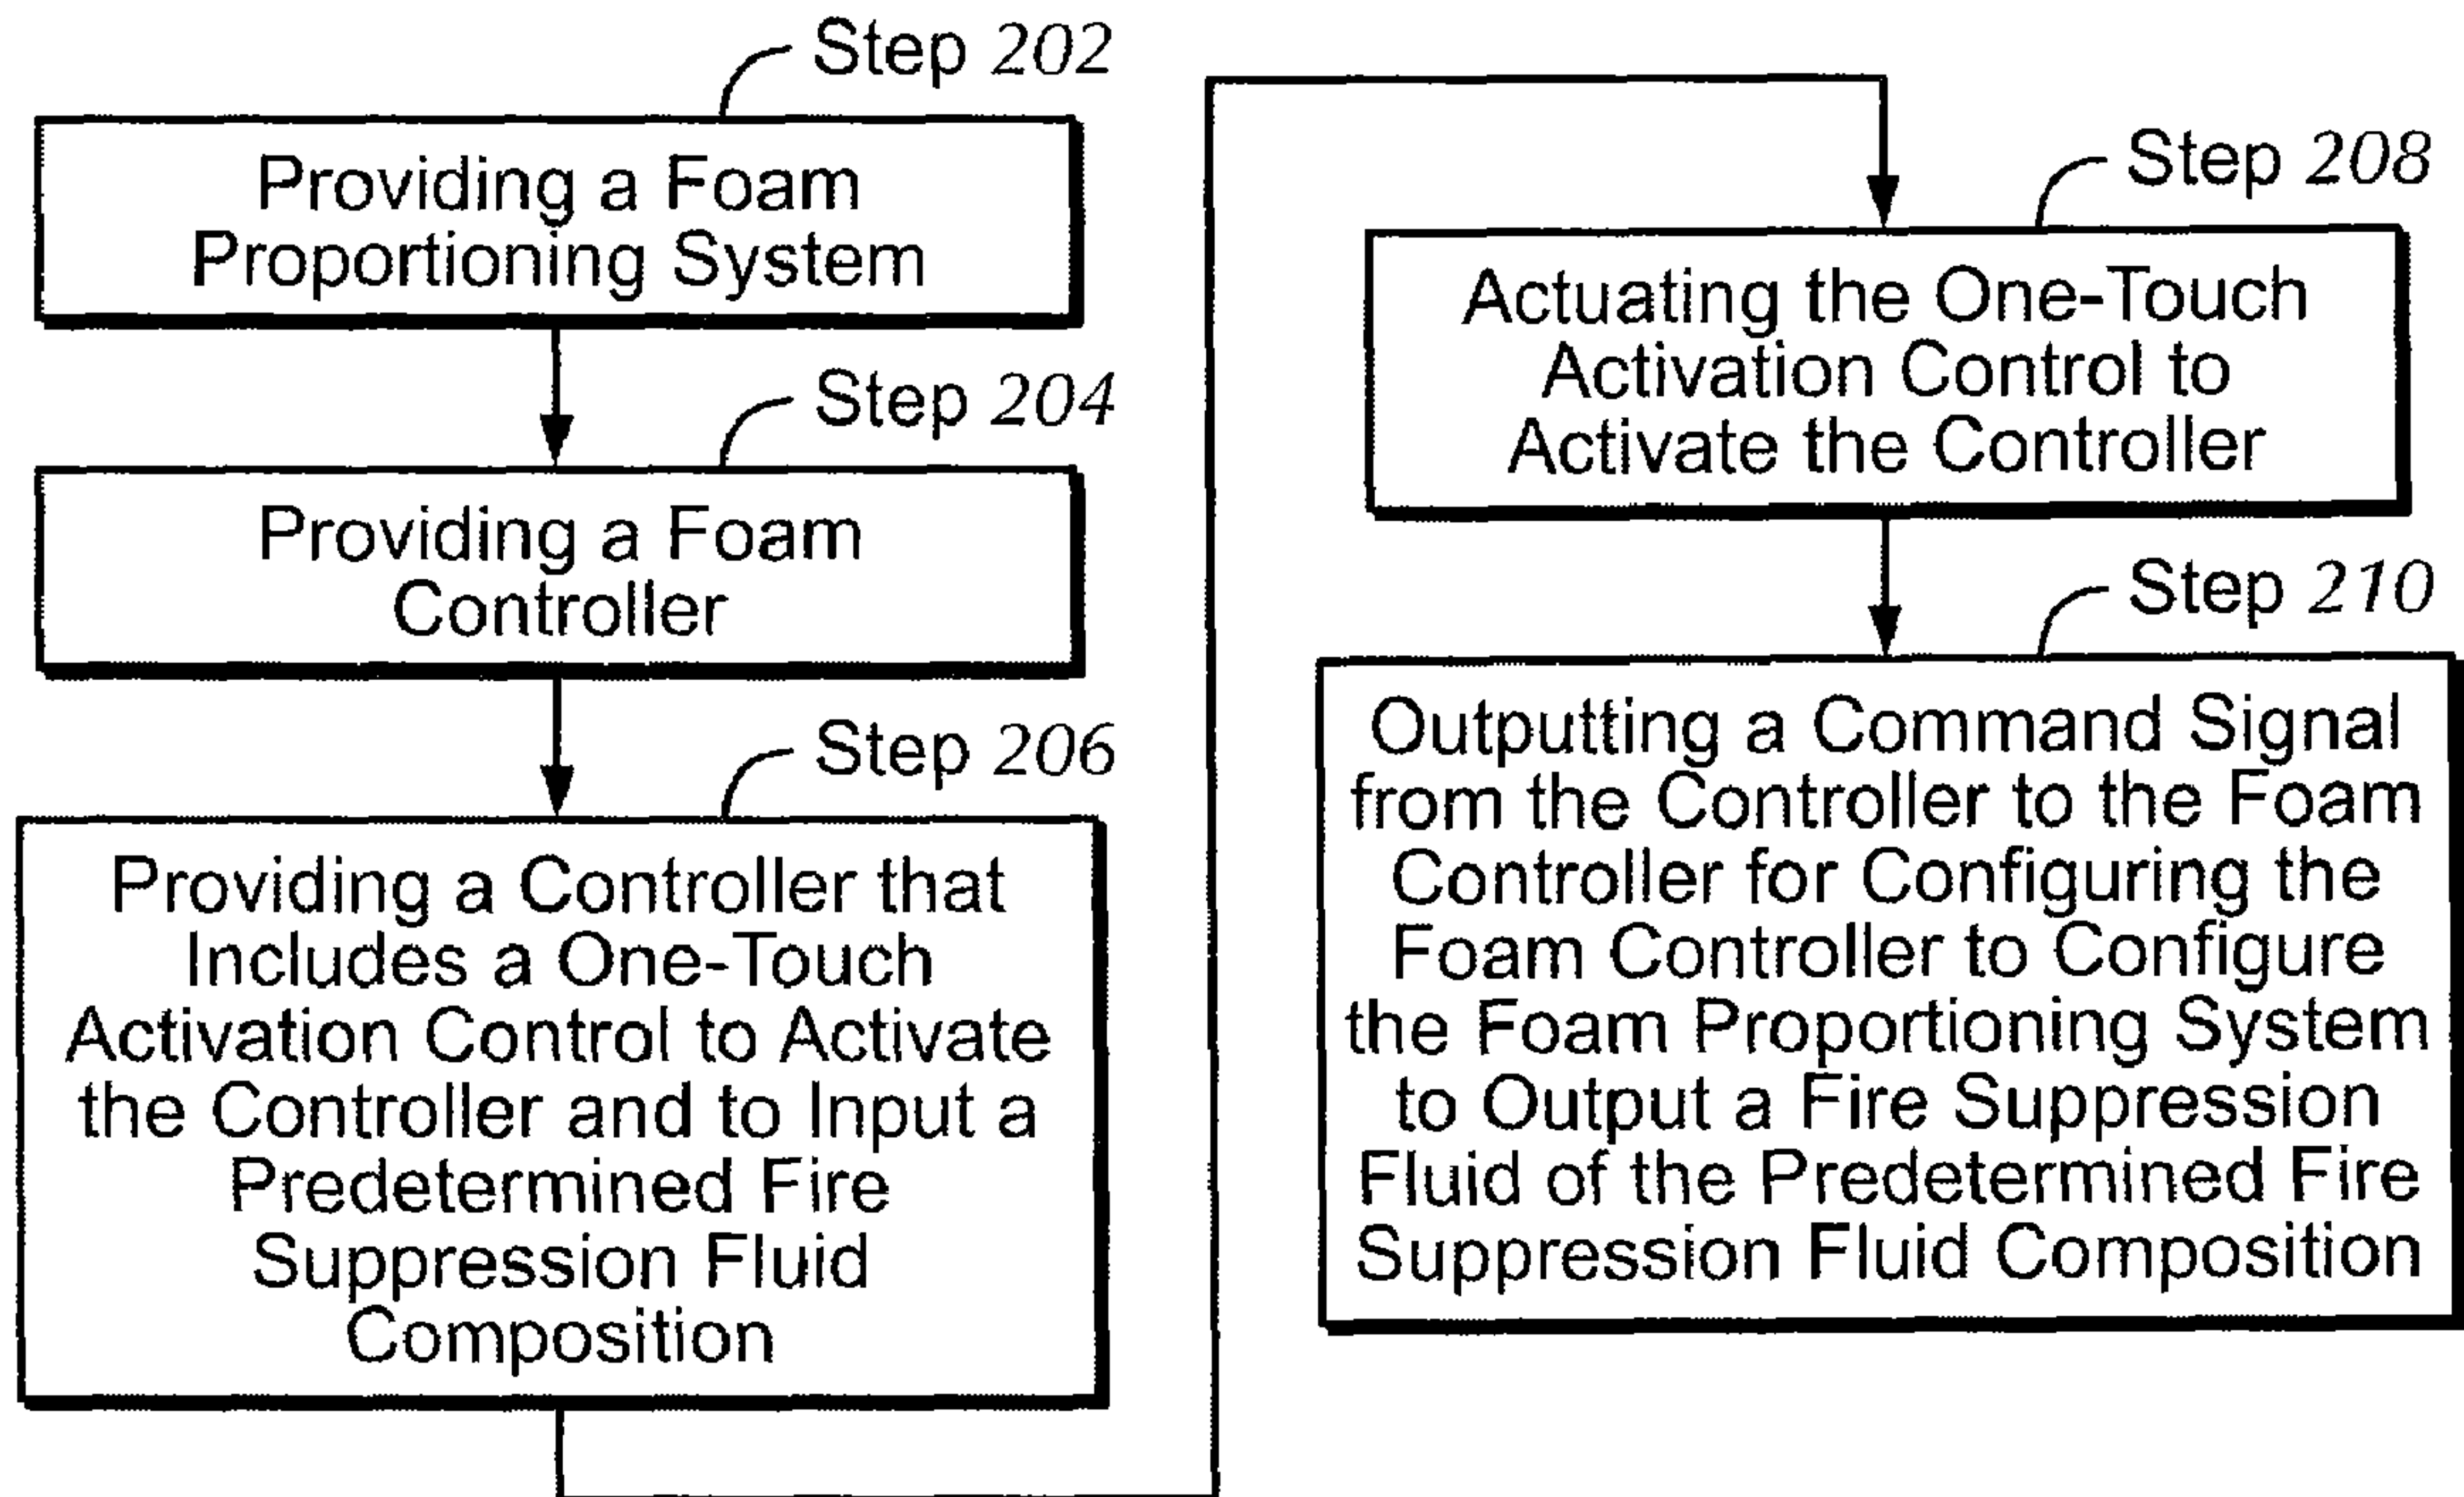 Step 202
Providing a Foam
Proportioning System
Step 204
Providing a Foam
Controller
Step 206
Providing a Controller that
Includes a One-Touch
Activation Control to Activate
the Controller and to Input a
Predetermined Fire
Suppression Fluid
Composition
Step 208
Actuating the One-Touch
Activation Control to
Activate the Controller
Step 210
Outputting a Command Signal
from the Controller to the Foam
Controller for Configuring the
Foam Controller to Configure
the Foam Proportioning System
to Output a Fire Suppression
Fluid of the Predetermined Fire
Suppression Fluid Composition